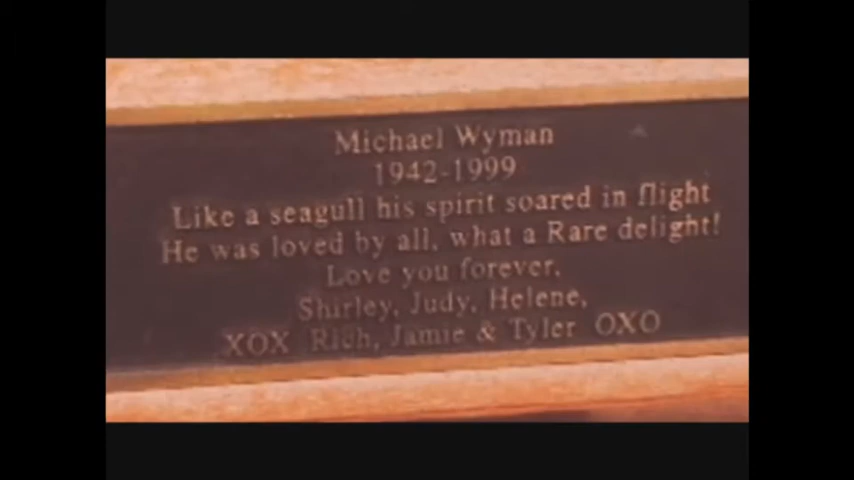 Michael Wyman
1942-1999
Like a seagull his spirit soared in flight
He was loved by all, what a Rare delight!
Love you forever,
Shirley, Judy, Helene,
XOX Rich, Jamie & Tyler OXO